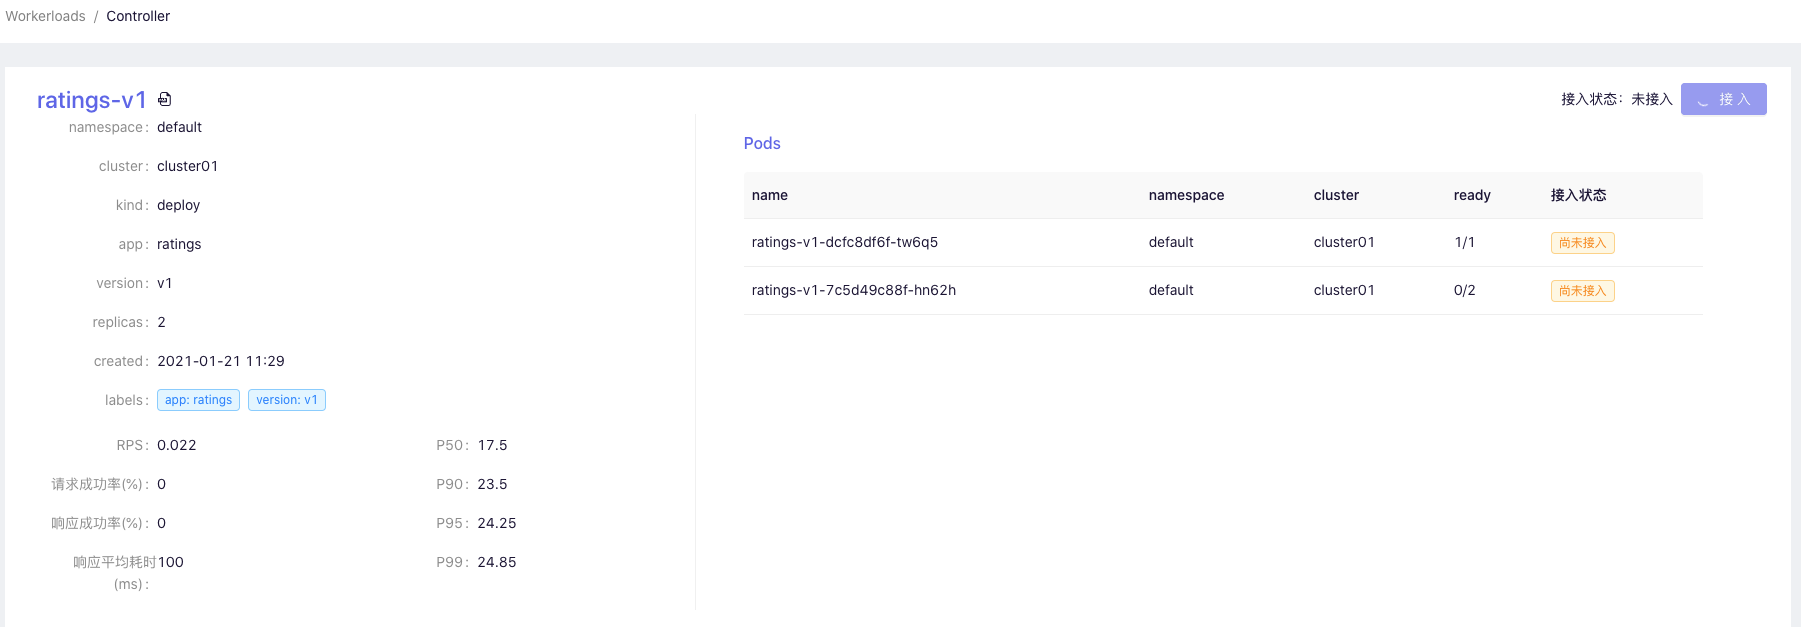 Workerloads / Controller
ratings-v1
接入状态：未接入 接 入
namespace: default
cluster: cluster01
kind: deploy
app: ratings
version: v1
replicas: 2
created: 2021-01-21 11:29
labels: app: ratings version: v1
RPS: 0.022 P50: 17.5
请求成功率(%): 0 P90: 23.5
响应成功率(%): 0 P95: 24.25
响应平均耗时 100 P99: 24.85
(ms):
Pods
name namespace cluster ready 接入状态
ratings-v1-dcfc8df6f-tw6q5 default cluster01 1/1 尚未接入
ratings-v1-7c5d49c88f-hn62h default cluster01 0/2 尚未接入